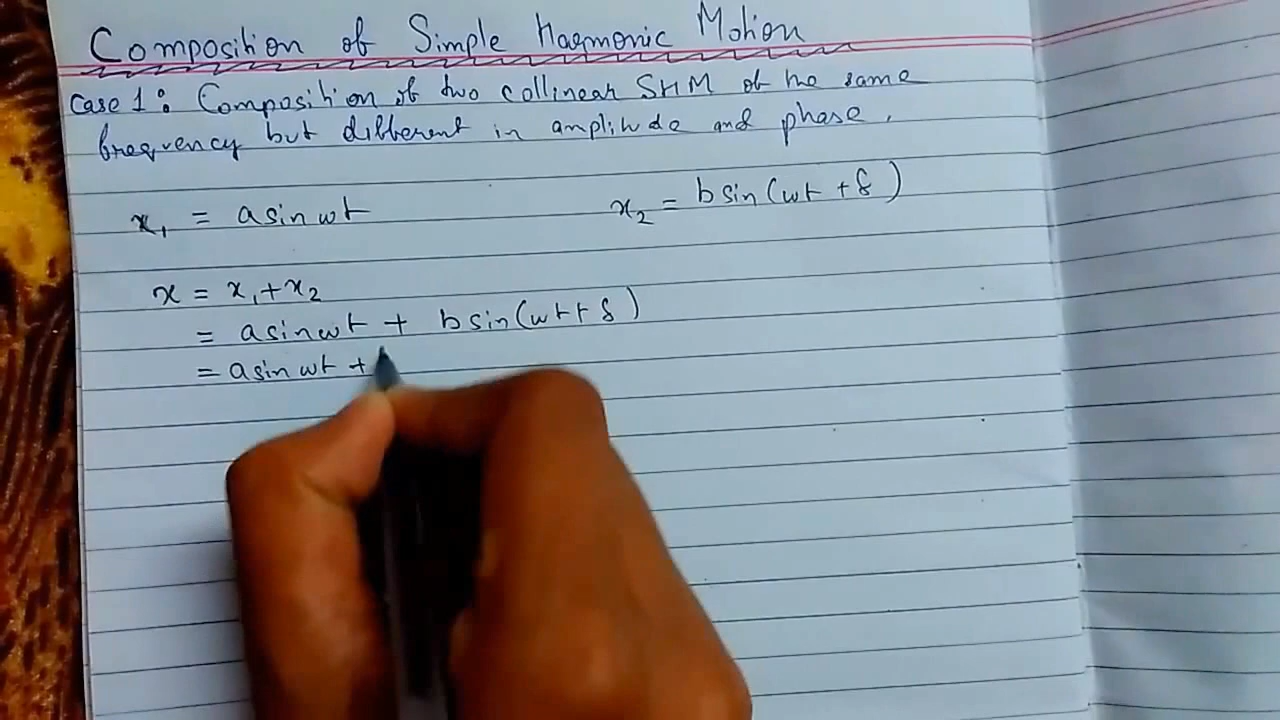 Composition of Simple Harmonic Motion
Case 1: Composition of two collinear SHM of the same
frequency but different in amplitude and phase.
x₁ = a sin ωt x₂ = b sin(ωt + δ)
x = x₁ + x₂
= a sin ωt + b sin(ωt + δ)
= a sin ωt +